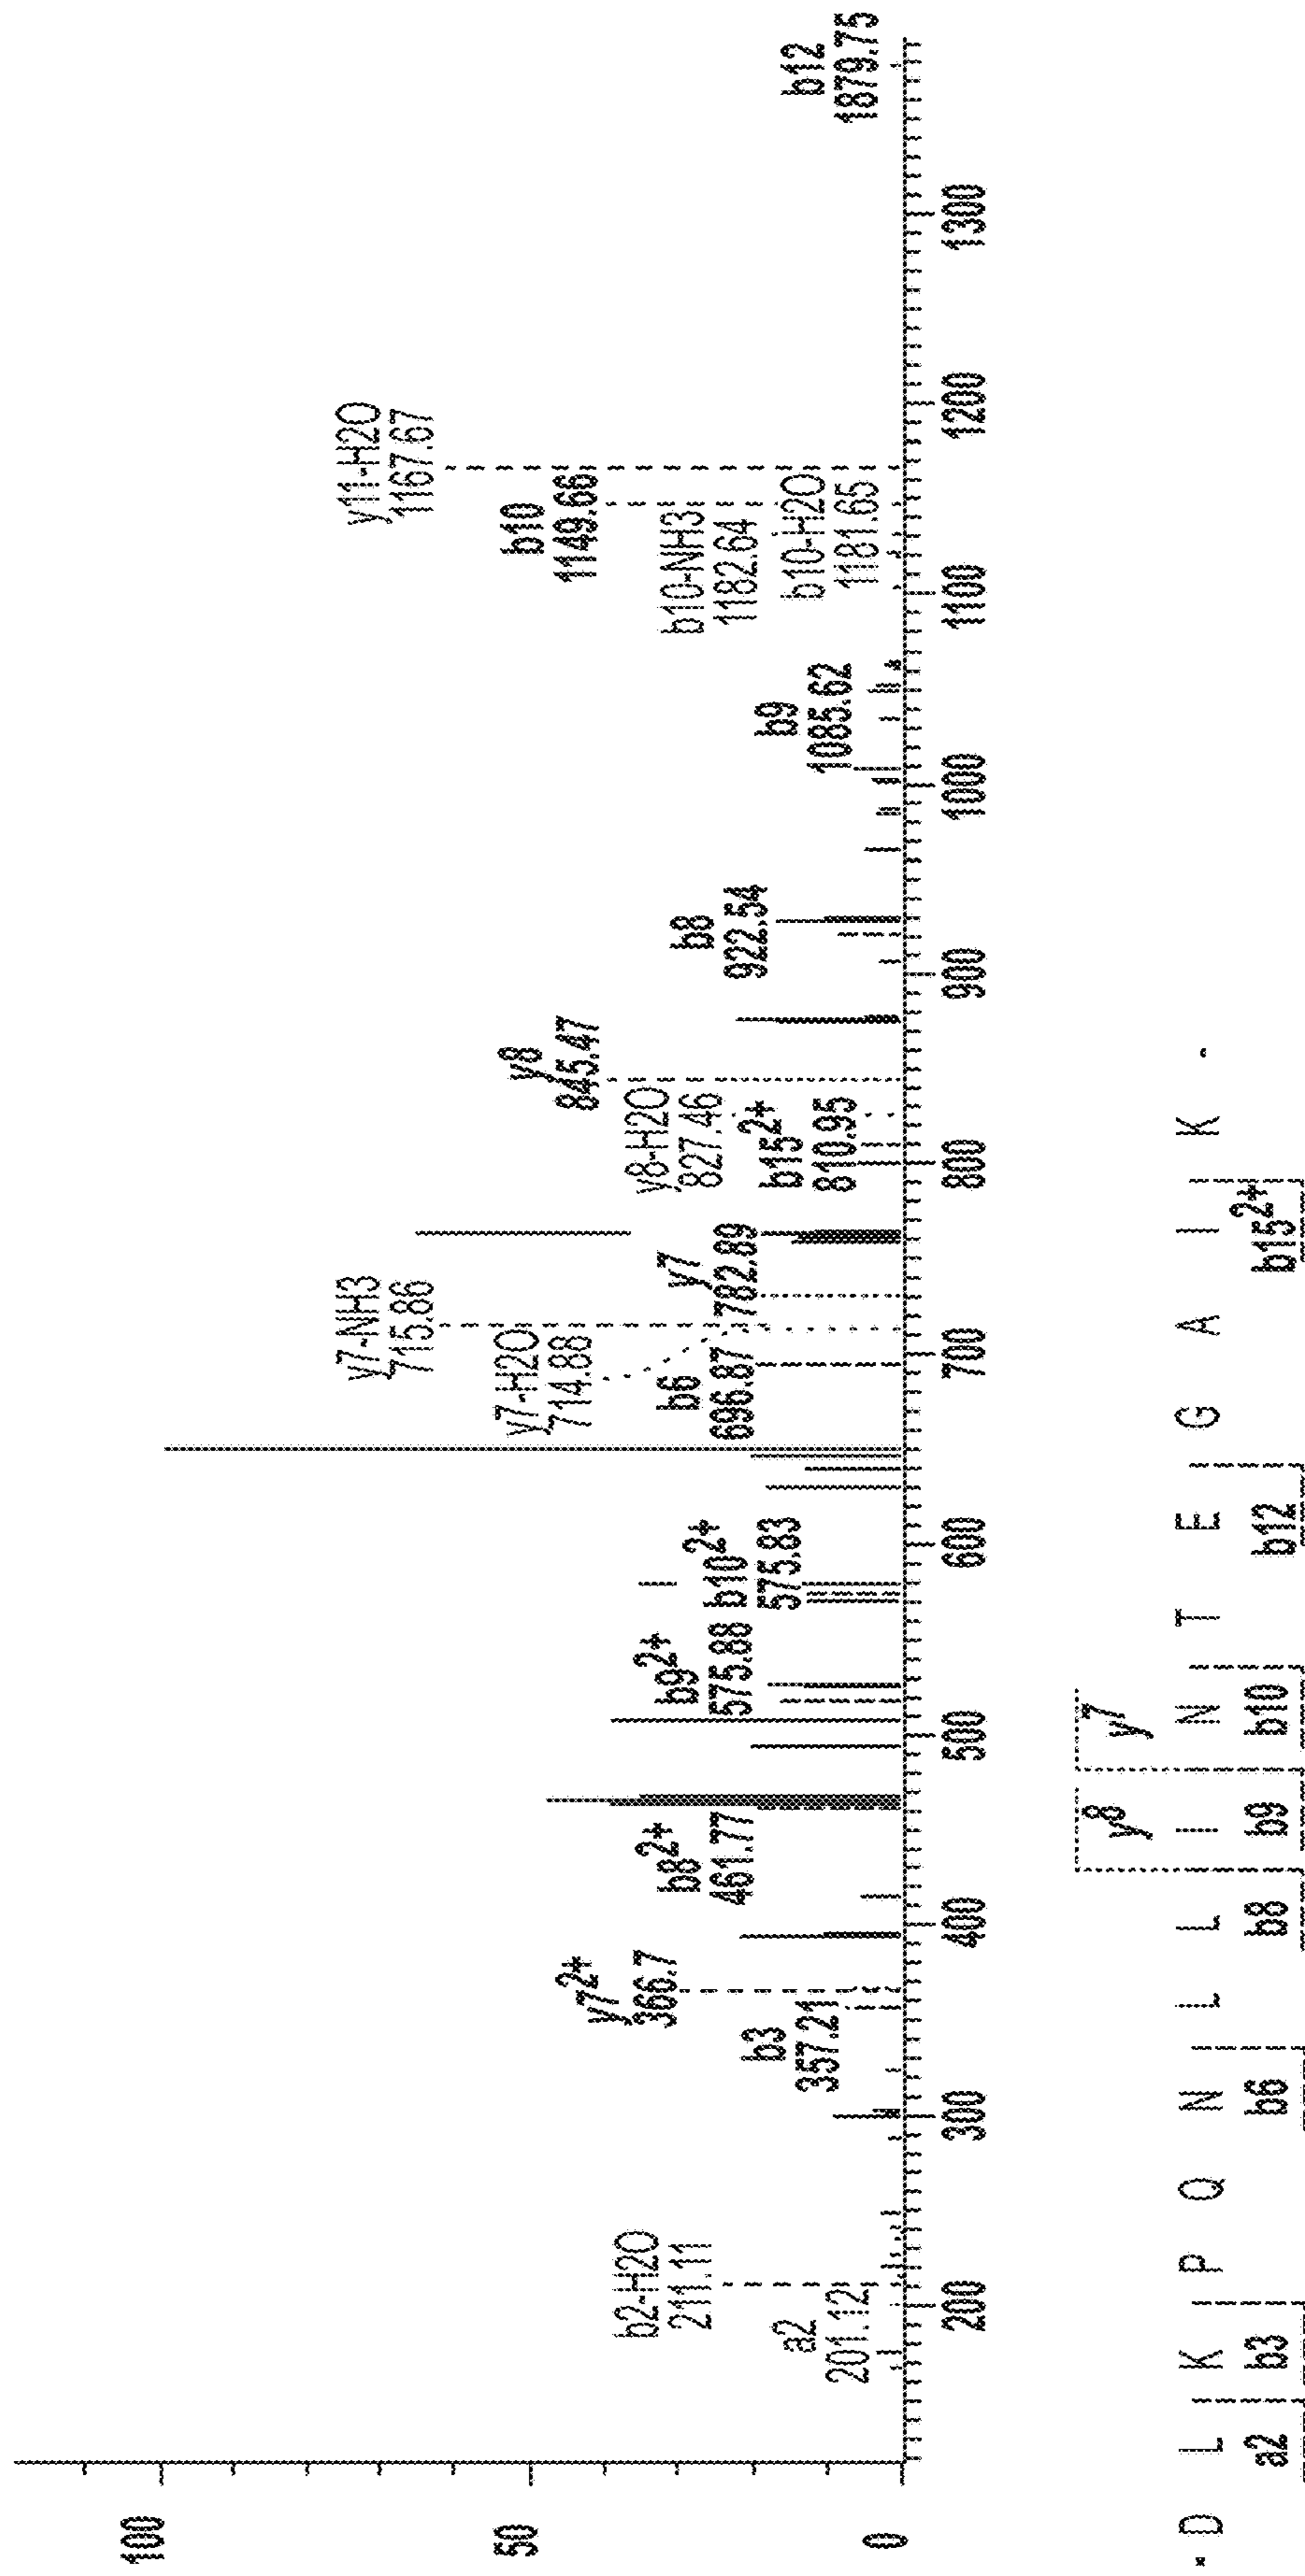 100
50
0
b2-H2O
211.11
a2
201.12
b3
357.21
y7 2+
366.7
b8 2+
461.77
b9 2+
575.88
b10 2+
575.83
y7-NH3
715.86
y7-H2O
714.88
b6
696.87
y7
782.89
y8
845.47
y8-H2O
827.46
b15 2+
810.95
b8
922.54
b9
1085.62
y11-H2O
1167.67
b10
1149.66
b10-NH3
1182.64
b10-H2O
1181.65
b12
1879.75
200 300 400 500 600 700 800 900 1000 1100 1200 1300
y8 y7
- D L K P Q N L L I N T E G A I K -
a2 b3 b6 b8 b9 b10 b12 b15 2+